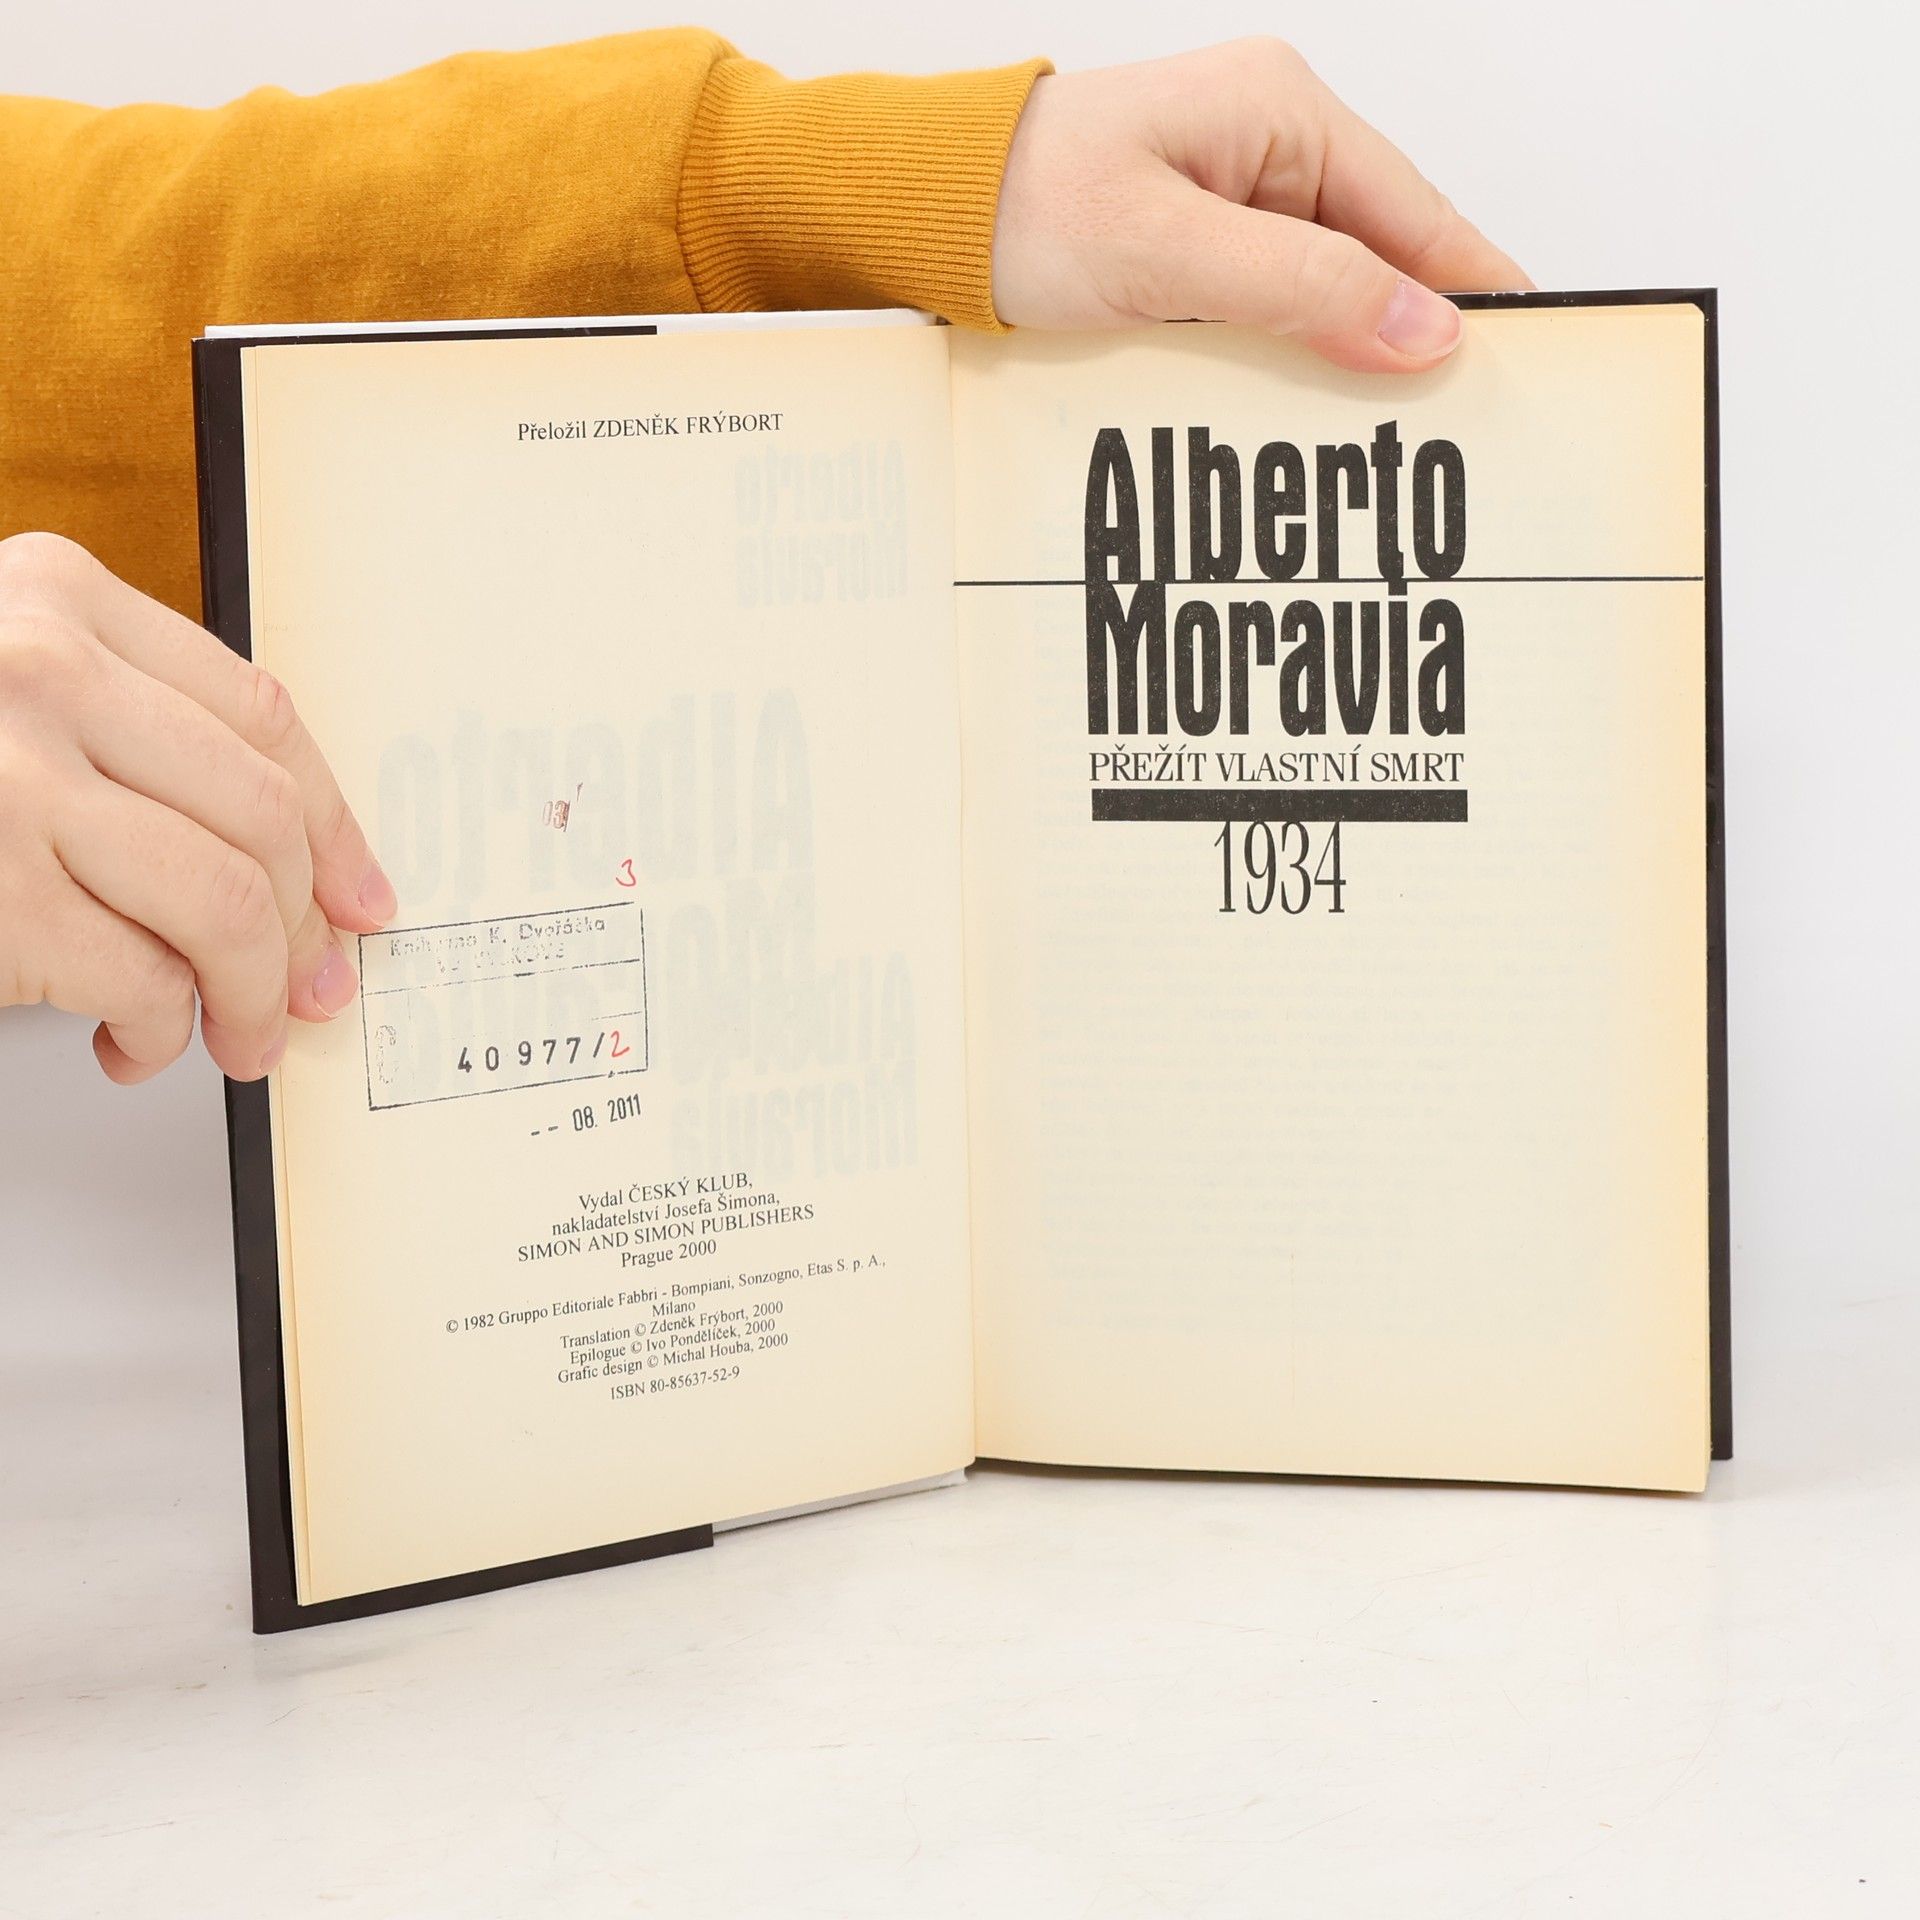 Přeložil ZDENĚK FRÝBORT
3
K. Dvořáčka
40977/2
-- 08. 2011
Vydal ČESKÝ KLUB,
nakladatelství Josefa Šimona,
SIMON AND SIMON PUBLISHERS
Prague 2000
© 1982 Gruppo Editoriale Fabbri - Bompiani, Sonzogno, Etas S. p. A.,
Milano
Translation © Zdeněk Frýbort, 2000
Epilogue © Ivo Pondělíček, 2000
Grafic design © Michal Houba, 2000
ISBN 80-85637-52-9
Alberto
Moravia
PŘEŽÍT VLASTNÍ SMRT
1934